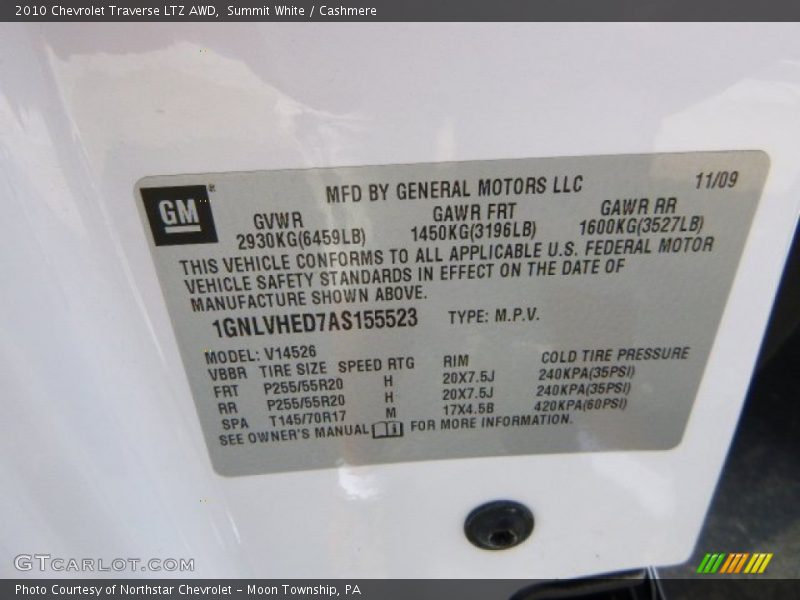 2010 Chevrolet Traverse LTZ AWD, Summit White / Cashmere
GM®
MFD BY GENERAL MOTORS LLC 11/09
GVWR GAWR FRT GAWR RR
2930KG(6459LB) 1450KG(3196LB) 1600KG(3527LB)
THIS VEHICLE CONFORMS TO ALL APPLICABLE U.S. FEDERAL MOTOR
VEHICLE SAFETY STANDARDS IN EFFECT ON THE DATE OF
MANUFACTURE SHOWN ABOVE.
1GNLVHED7AS155523 TYPE: M.P.V.
MODEL: V14526
VBBR TIRE SIZE SPEED RTG RIM COLD TIRE PRESSURE
FRT P255/55R20 H 20X7.5J 240KPA(35PSI)
RR P255/55R20 H 20X7.5J 240KPA(35PSI)
SPA T145/70R17 M 17X4.5B 420KPA(60PSI)
SEE OWNER'S MANUAL FOR MORE INFORMATION.
GTCARLOT.COM
Photo Courtesy of Northstar Chevrolet - Moon Township, PA